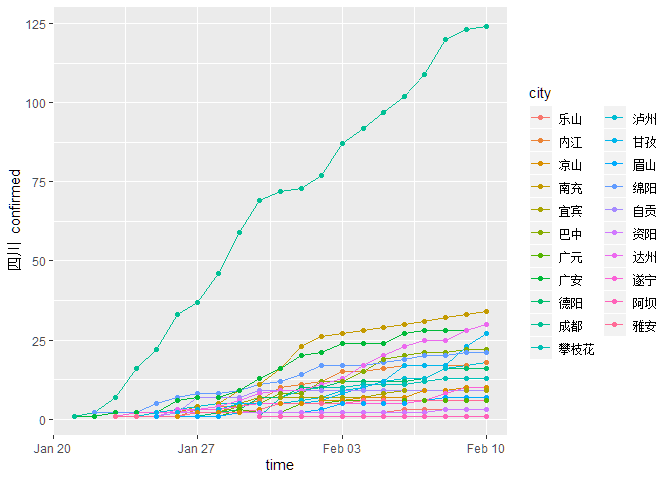 125
100
75
50
25
0
四川 confirmed
Jan 20 Jan 27 Feb 03 Feb 10
time
city
乐山
内江
凉山
南充
宜宾
巴中
广元
广安
德阳
成都
攀枝花
泸州
甘孜
眉山
绵阳
自贡
资阳
达州
遂宁
阿坝
雅安